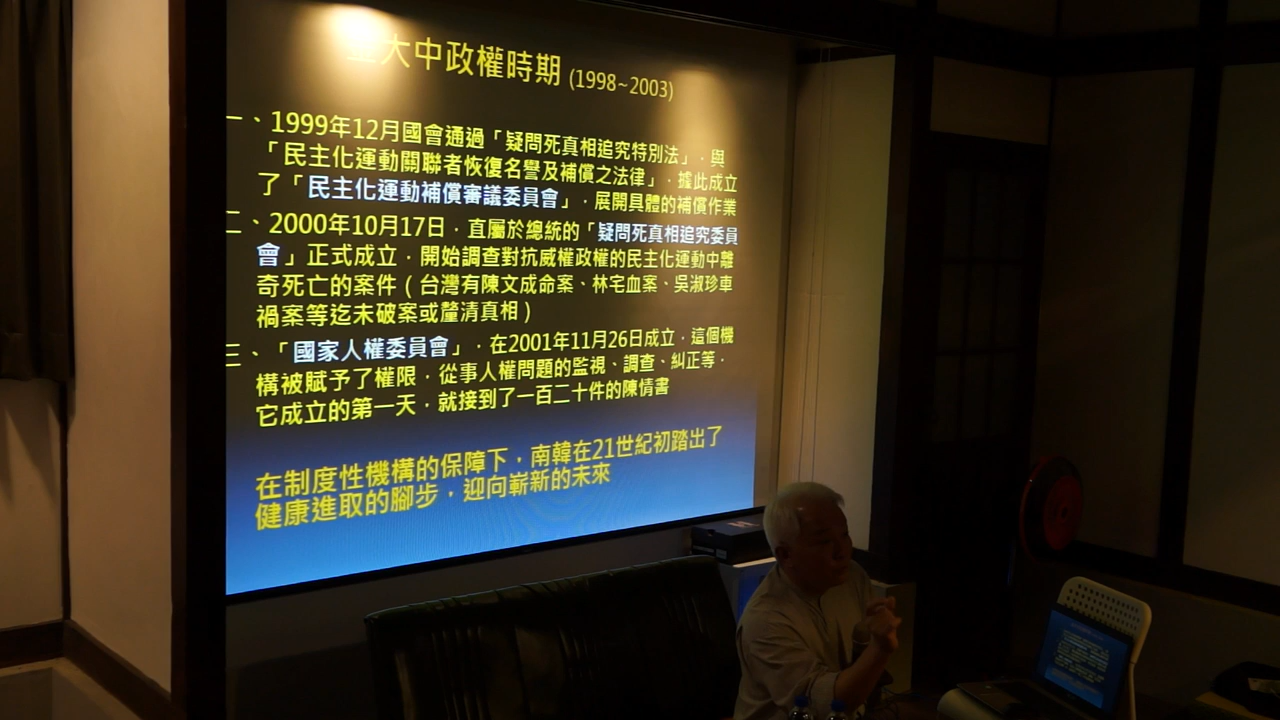 大中政權時期 (1998~2003)
一、1999年12月國會通過「疑問死真相追究特別法」，與
「民主化運動關聯者恢復名譽及補償之法律」，據此成立
了「民主化運動補償審議委員會」，展開具體的補償作業
二、2000年10月17日，直屬於總統的「疑問死真相追究委員
會」正式成立，開始調查對抗威權政權的民主化運動中離
奇死亡的案件（台灣有陳文成命案、林宅血案、吳淑珍車
禍案等迄未破案或釐清真相）
三、「國家人權委員會」，在2001年11月26日成立，這個機
構被賦予了權限，從事人權問題的監視、調查、糾正等，
它成立的第一天，就接到了一百二十件的陳情書
在制度性機構的保障下，南韓在21世紀初踏出了
健康進取的腳步，迎向嶄新的未來